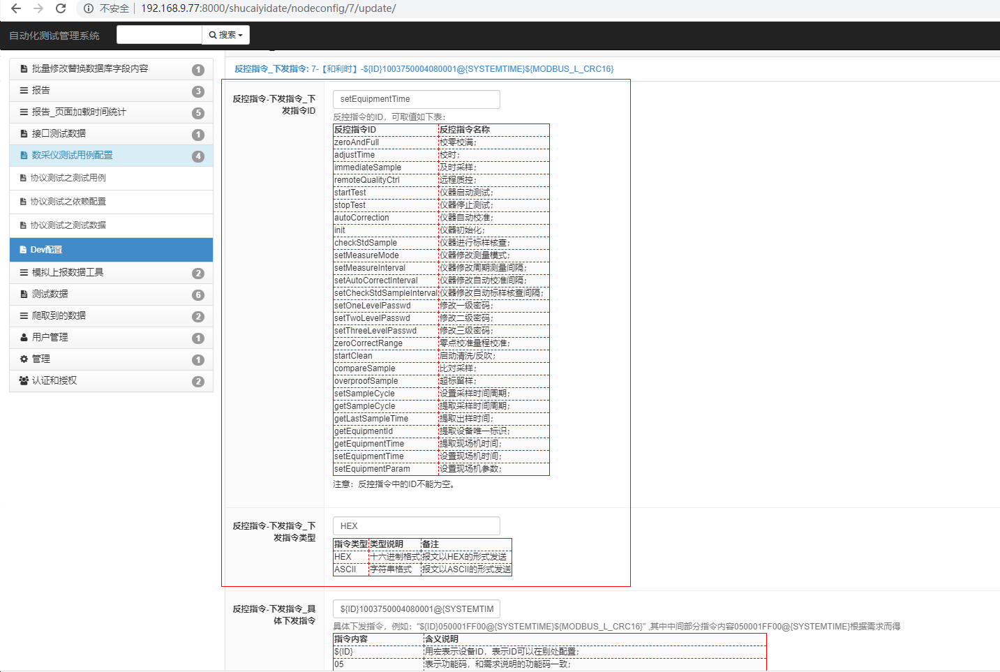 不安全 192.168.9.77:8000/shucaiyidate/nodeconfig/7/update/
自动化测试管理系统 搜索
批量修改替换数据库字段内容 1
报告 3
报告_页面加载时间统计 5
接口测试数据 1
数采仪测试用例配置 4
协议测试之测试用例
协议测试之依赖配置
协议测试之测试数据
Dev配置
模拟上报数据工具 2
测试数据 6
爬取到的数据 2
用户管理 1
管理 1
认证和授权 2
反控指令_下发指令: 7-【和利时】-${ID}1003750004080001@{SYSTEMTIME}${MODBUS_L_CRC16}
反控指令-下发指令_下
发指令ID
setEquipmentTime
反控指令的ID，可取值如下表：
反控指令ID 反控指令名称
zeroAndFull 校零校满；
adjustTime 校时；
immediateSample 及时采样；
remoteQualityCtrl 远程质控；
startTest 仪器启动测试；
stopTest 仪器停止测试；
autoCorrection 仪器自动校准；
init 仪器初始化；
checkStdSample 仪器进行标样核查；
setMeasureMode 仪器修改测量模式；
setMeasureInterval 仪器修改周期测量间隔；
setAutoCorrectInterval 仪器修改自动校准间隔；
setCheckStdSampleInterval 仪器修改自动标样核查间隔；
setOneLevelPasswd 修改一级密码；
setTwoLevelPasswd 修改二级密码；
setThreeLevelPasswd 修改三级密码；
zeroCorrectRange 零点校准量程校准；
startClean 启动清洗/反吹；
compareSample 比对采样；
overproofSample 超标留样；
setSampleCycle 设置采样时间周期；
getSampleCycle 提取采样时间周期；
getLastSampleTime 提取出样时间；
getEquipmentId 提取设备唯一标识；
getEquipmentTime 提取现场机时间；
setEquipmentTime 设置现场机时间；
setEquipmentParam 设置现场机参数；
注意：反控指令中的ID不能为空。
反控指令-下发指令_下
发指令类型
HEX
指令类型 类型说明 备注
HEX 十六进制格式 报文以HEX的形式发送
ASCII 字符串格式 报文以ASCII的形式发送
反控指令-下发指令_具
体下发指令
${ID}1003750004080001@{SYSTEMTIM
具体下发指令，例如："${ID}050001FF00@{SYSTEMTIME}${MODBUS_L_CRC16}" ,其中中间部分指令内容050001FF00@{SYSTEMTIME}根据需求而得
指令内容 含义说明
${ID} 用宏表示设备ID，表示ID可以在别处配置；
05 表示功能码，和需求说明的功能码一致；